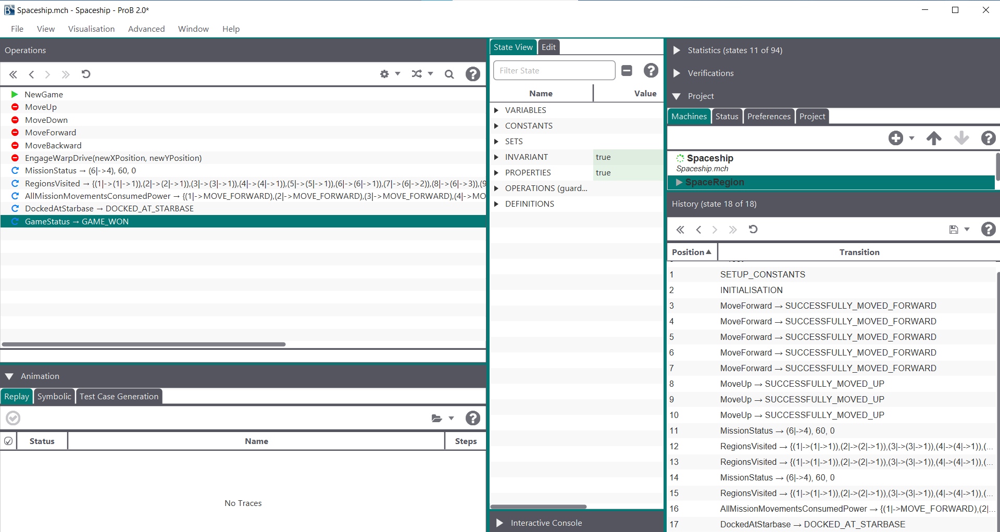 Spaceship.mch - Spaceship - ProB 2.0*
File View Visualisation Advanced Window Help
Operations
NewGame
MoveUp
MoveDown
MoveForward
MoveBackward
EngageWarpDrive(newXPosition, newYPosition)
MissionStatus → (6|->4), 60, 0
RegionsVisited → {(1|->(1|->1)),(2|->(2|->1)),(3|->(3|->1)),(4|->(4|->1)),(5|->(5|->1)),(6|->(6|->1)),(7|->(6|->2)),(8|->(6|->3)),(9
AllMissionMovementsConsumedPower → {(1|->MOVE_FORWARD),(2|->MOVE_FORWARD),(3|->MOVE_FORWARD),(4|->MO
DockedAtStarbase → DOCKED_AT_STARBASE
GameStatus → GAME_WON
Animation
Replay Symbolic Test Case Generation
Status Name Steps
No Traces
State View Edit
Filter State
Name Value
VARIABLES
CONSTANTS
SETS
INVARIANT true
PROPERTIES true
OPERATIONS (guard...
DEFINITIONS
Interactive Console
Statistics (states 11 of 94)
Verifications
Project
Machines Status Preferences Project
Spaceship
Spaceship.mch
SpaceRegion
History (state 18 of 18)
Position Transition
1 SETUP_CONSTANTS
2 INITIALISATION
3 MoveForward → SUCCESSFULLY_MOVED_FORWARD
4 MoveForward → SUCCESSFULLY_MOVED_FORWARD
5 MoveForward → SUCCESSFULLY_MOVED_FORWARD
6 MoveForward → SUCCESSFULLY_MOVED_FORWARD
7 MoveForward → SUCCESSFULLY_MOVED_FORWARD
8 MoveUp → SUCCESSFULLY_MOVED_UP
9 MoveUp → SUCCESSFULLY_MOVED_UP
10 MoveUp → SUCCESSFULLY_MOVED_UP
11 MissionStatus → (6|->4), 60, 0
12 RegionsVisited → {(1|->(1|->1)),(2|->(2|->1)),(3|->(3|->1)),(4|->(4|->1)),(...
13 RegionsVisited → {(1|->(1|->1)),(2|->(2|->1)),(3|->(3|->1)),(4|->(4|->1)),(...
14 MissionStatus → (6|->4), 60, 0
15 RegionsVisited → {(1|->(1|->1)),(2|->(2|->1)),(3|->(3|->1)),(4|->(4|->1)),(...
16 AllMissionMovementsConsumedPower → {(1|->MOVE_FORWARD),(2|...
17 DockedAtStarbase → DOCKED_AT_STARBASE